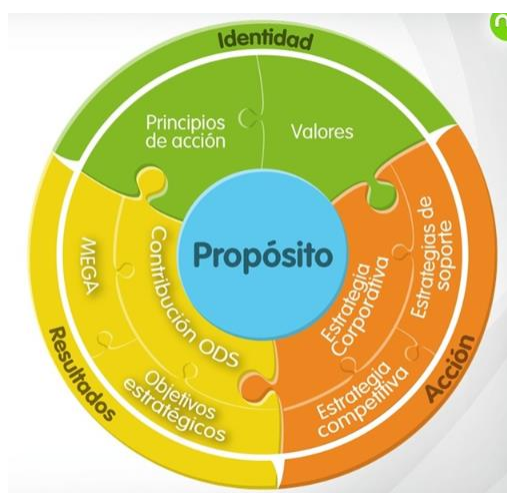 Identidad
Principios
de acción
Valores
Propósito
Estrategias de
soporte
Estrategia
Corporativa
Estrategia
competitiva
Acción
MEGA
Contribución ODS
Objetivos
estratégicos
Resultados